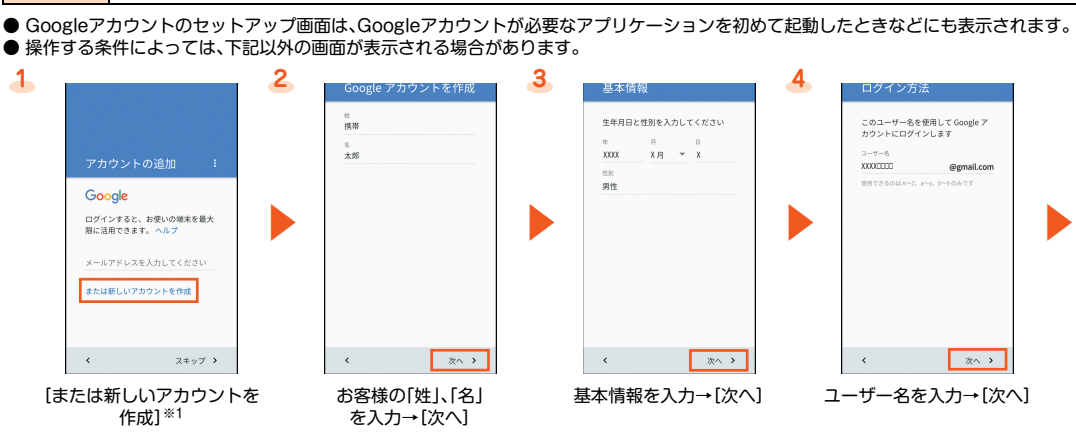 ● Googleアカウントのセットアップ画面は、Googleアカウントが必要なアプリケーションを初めて起動したときなどにも表示されます。
● 操作する条件によっては、下記以外の画面が表示される場合があります。
1
アカウントの追加
Google
ログインすると、お使いの端末を最大
限に活用できます。ヘルプ
メールアドレスを入力してください
または新しいアカウントを作成
スキップ
[または新しいアカウントを
作成]※1
2
Google アカウントを作成
姓
携帯
名
太郎
次へ
お客様の「姓」、「名」
を入力→[次へ]
3
基本情報
生年月日と性別を入力してください
年 月 日
XXXX X 月 X
性別
男性
次へ
基本情報を入力→[次へ]
4
ログイン方法
このユーザー名を使用して Google ア
カウントにログインします
ユーザー名
XXXX□□□□ @gmail.com
使用できるのは A～Z、a～z、0～9 のみです
次へ
ユーザー名を入力→[次へ]